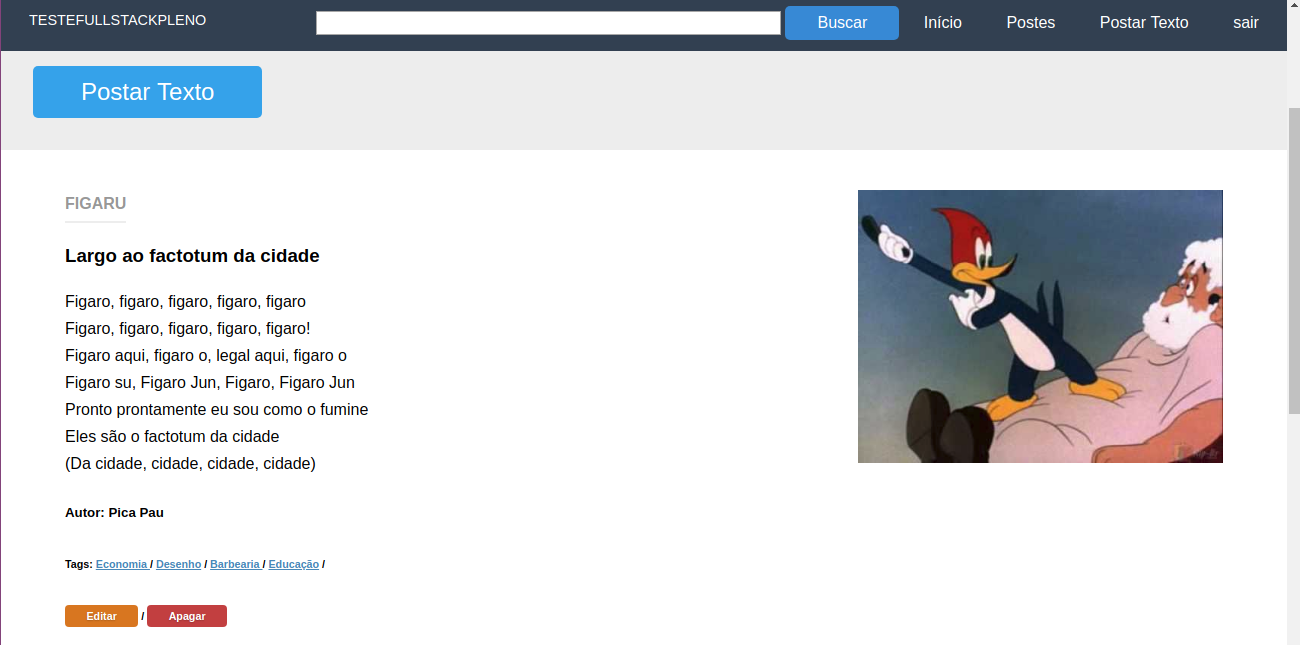 TESTEFULLSTACKPLENO
Buscar
Início
Postes
Postar Texto
sair
Postar Texto
FIGARU
Largo ao factotum da cidade
Figaro, figaro, figaro, figaro, figaro
Figaro, figaro, figaro, figaro, figaro!
Figaro aqui, figaro o, legal aqui, figaro o
Figaro su, Figaro Jun, Figaro, Figaro Jun
Pronto prontamente eu sou como o fumine
Eles são o factotum da cidade
(Da cidade, cidade, cidade, cidade)
Autor: Pica Pau
Tags: Economia / Desenho / Barbearia / Educação /
Editar / Apagar